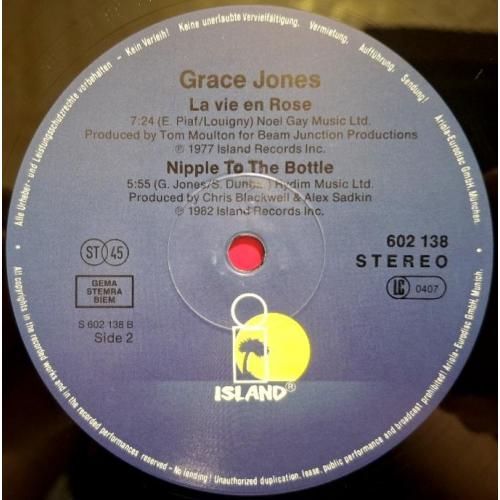 Grace Jones
La vie en Rose
7:24 (E. Piaf/Louigny) Noel Gay Music Ltd.
Produced by Tom Moulton for Beam Junction Productions
℗ 1977 Island Records Inc.
Nipple To The Bottle
5:55 (G. Jones/S. Dunbar) Rydim Music Ltd.
Produced by Chris Blackwell & Alex Sadkin
℗ 1982 Island Records Inc.
ST 45
602 138
STEREO
GEMA
STEMRA
BIEM
LC 0407
S 602 138 B
Side 2
ISLAND®
Alle Urheber- und Leistungsschutzrechte vorbehalten - Kein Verleih! - Keine unerlaubte Vervielfältigung, Vermietung, Aufführung, Sendung! Ariola-Eurodisc GmbH, München.
All copyrights in the recorded works and in the recorded performances reserved - No lending! Unauthorized duplication, lease, public performance and broadcast prohibited! Ariola-Eurodisc GmbH, Munich.